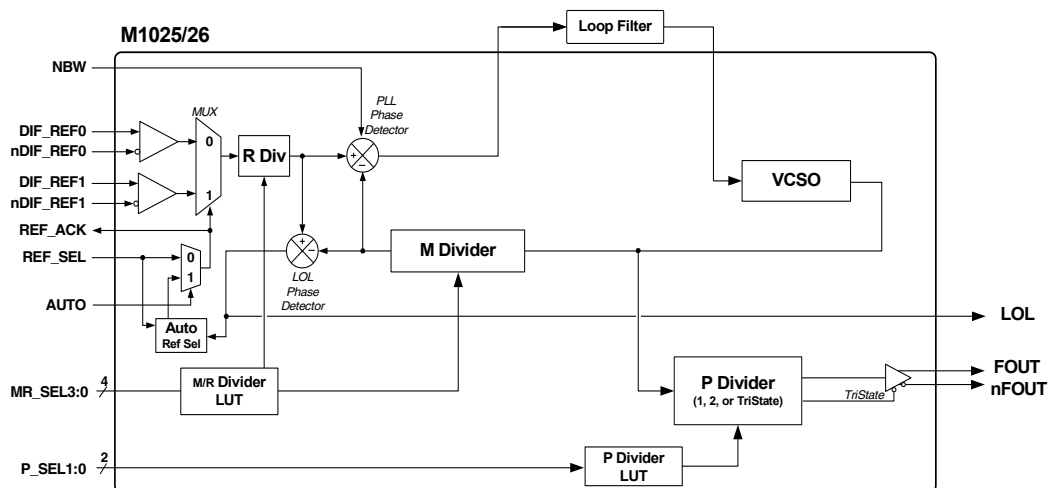 M1025/26
Loop Filter
NBW
PLL
Phase
Detector
MUX
DIF_REF0
nDIF_REF0
0
R Div
+
–
VCSO
DIF_REF1
nDIF_REF1
1
REF_ACK
REF_SEL
0
1
+
–
M Divider
LOL
Phase
Detector
AUTO
Auto
Ref Sel
LOL
MR_SEL3:0
4
M/R Divider
LUT
P Divider
(1, 2, or TriState)
TriState
FOUT
nFOUT
P_SEL1:0
2
P Divider
LUT